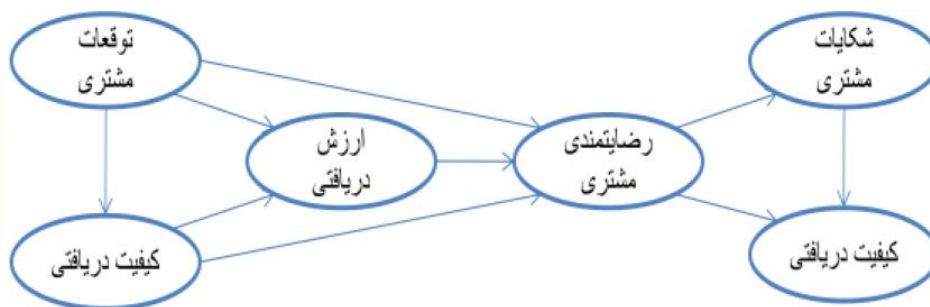 توقعات
مشتری
شکایات
مشتری
ارزش
دریافتی
رضایتمندی
مشتری
کیفیت دریافتی
کیفیت دریافتی